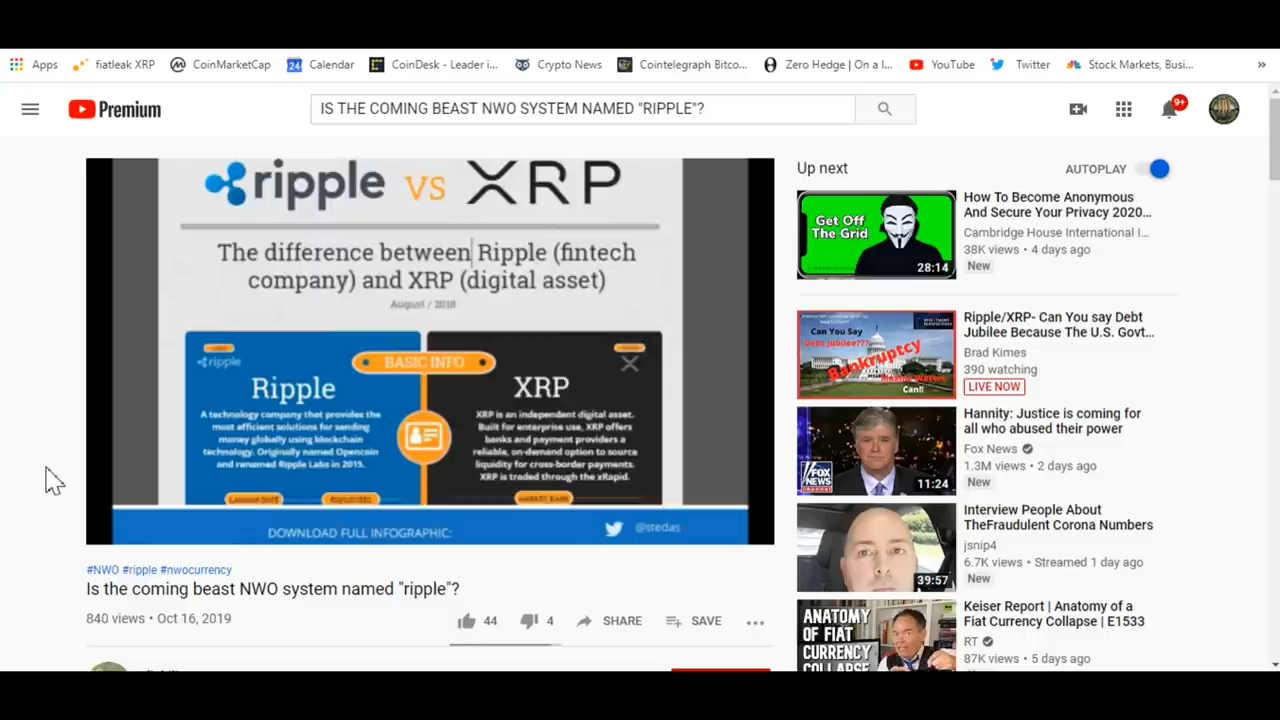 Apps
fiatleak XRP
CoinMarketCap
24
Calendar
CoinDesk - Leader i...
Crypto News
Cointelegraph Bitco...
Zero Hedge | On a l...
YouTube
Twitter
Stock Markets, Busi...
»
Premium
IS THE COMING BEAST NWO SYSTEM NAMED "RIPPLE"?
9+
ripple vs XRP
The difference between Ripple (fintech
company) and XRP (digital asset)
August / 2018
BASIC INFO
ripple
Ripple
A technology company that provides the
most efficient solutions for sending
money globally using blockchain
technology. Originally named Opencoin
and renamed Ripple Labs in 2015.
XRP
XRP is an independent digital asset.
Built for enterprise use, XRP offers
banks and payment providers a
reliable, on-demand option to source
liquidity for cross-border payments.
XRP is traded through the xRapid.
DOWNLOAD FULL INFOGRAPHIC:
@stedas
#NWO #ripple #nwocurrency
Is the coming beast NWO system named "ripple"?
840 views • Oct 16, 2019
44
4
SHARE
SAVE
...
Up next
AUTOPLAY
Get Off
The Grid
28:14
How To Become Anonymous
And Secure Your Privacy 2020...
Cambridge House International I...
38K views • 4 days ago
New
Can You Say
Debt Jubilee???
Bankruptcy
Can!!
Ripple/XRP- Can You say Debt
Jubilee Because The U.S. Govt...
Brad Kimes
390 watching
LIVE NOW
FOX
NEWS
11:24
Hannity: Justice is coming for
all who abused their power
Fox News
1.3M views • 2 days ago
New
39:57
Interview People About
TheFraudulent Corona Numbers
jsnip4
6.7K views • Streamed 1 day ago
New
ANATOMY
OF FIAT
CURRENCY
COLLAPSE
Keiser Report | Anatomy of a
Fiat Currency Collapse | E1533
RT
87K views • 5 days ago